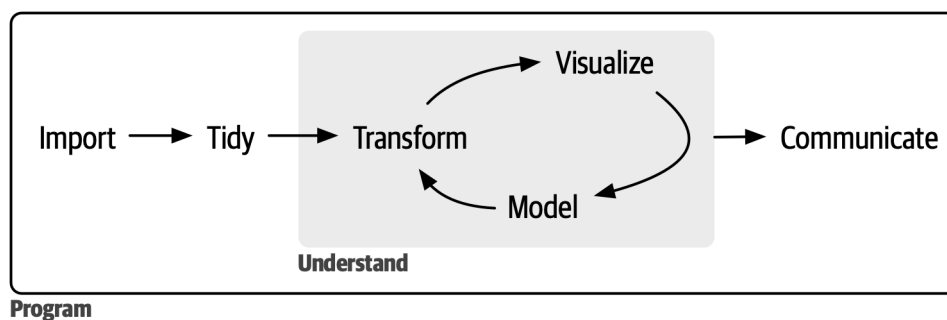 Visualize
Import
Tidy
Transform
Communicate
Model
Understand
Program